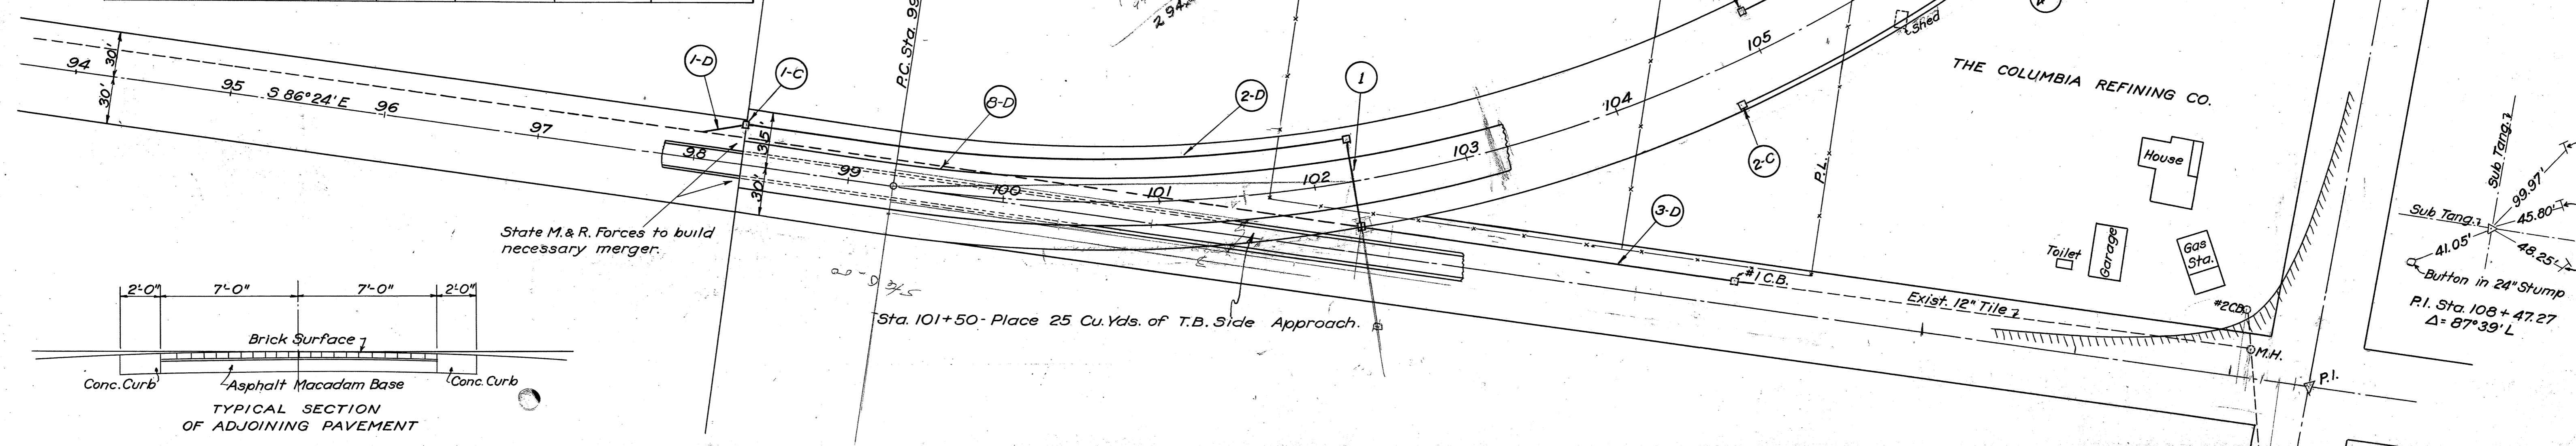 94
30'
30'
95
S 86°24' E
96
97
1-D
1-C
P.C. Sta. 99
294
8-D
2-D
1
98
35'
30'
99
100
101
102
103
104
105
Shed
4
2-C
3-D
P.L.
THE COLUMBIA REFINING CO.
House
Toilet
Garage
Gas
Sta.
#1 C.B.
Exist. 12" Tile
#2 CB
M.H.
P.I.
Sub Tang.
Sub Tang.
99.97'
45.80'
41.05'
48.25'
Button in 24" Stump
P.I. Sta. 108 + 47.27
Δ= 87°39' L
State M. & R. Forces to build
necessary merger.
Sta. 101+50 - Place 25 Cu. Yds. of T.B. Side Approach.
2'-0"
7'-0"
7'-0"
2'-0"
Brick Surface
Conc. Curb
Asphalt Macadam Base
Conc. Curb
TYPICAL SECTION
OF ADJOINING PAVEMENT